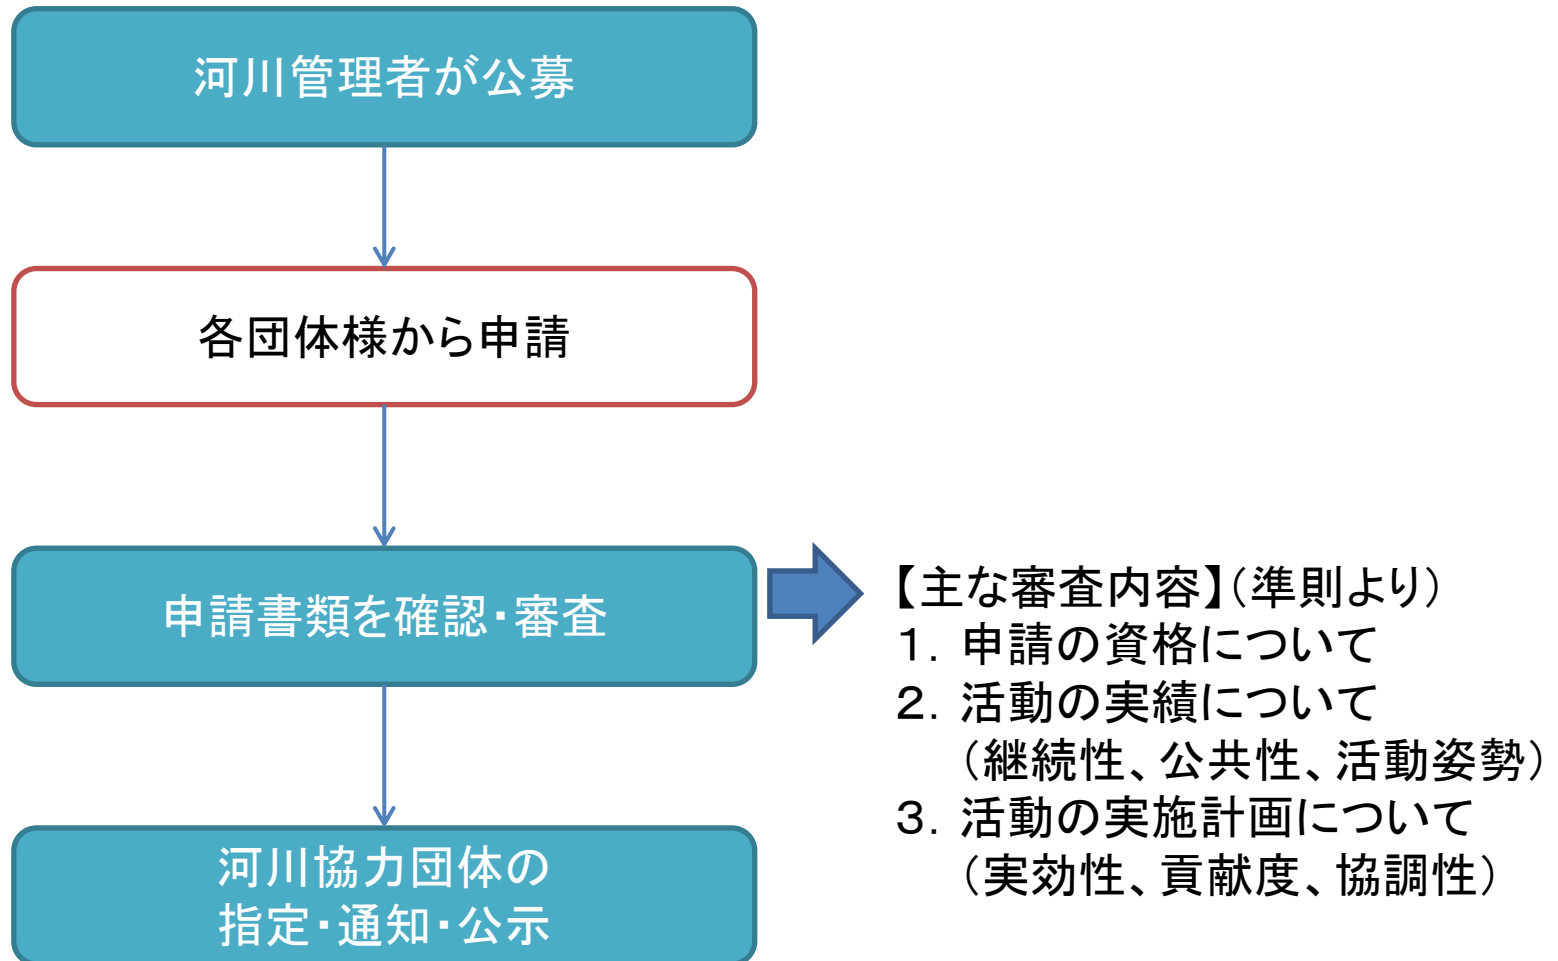 河川管理者が公募
各団体様から申請
申請書類を確認・審査
河川協力団体の
指定・通知・公示
【主な審査内容】（準則より）
１．申請の資格について
２．活動の実績について
（継続性、公共性、活動姿勢）
３．活動の実施計画について
（実効性、貢献度、協調性）